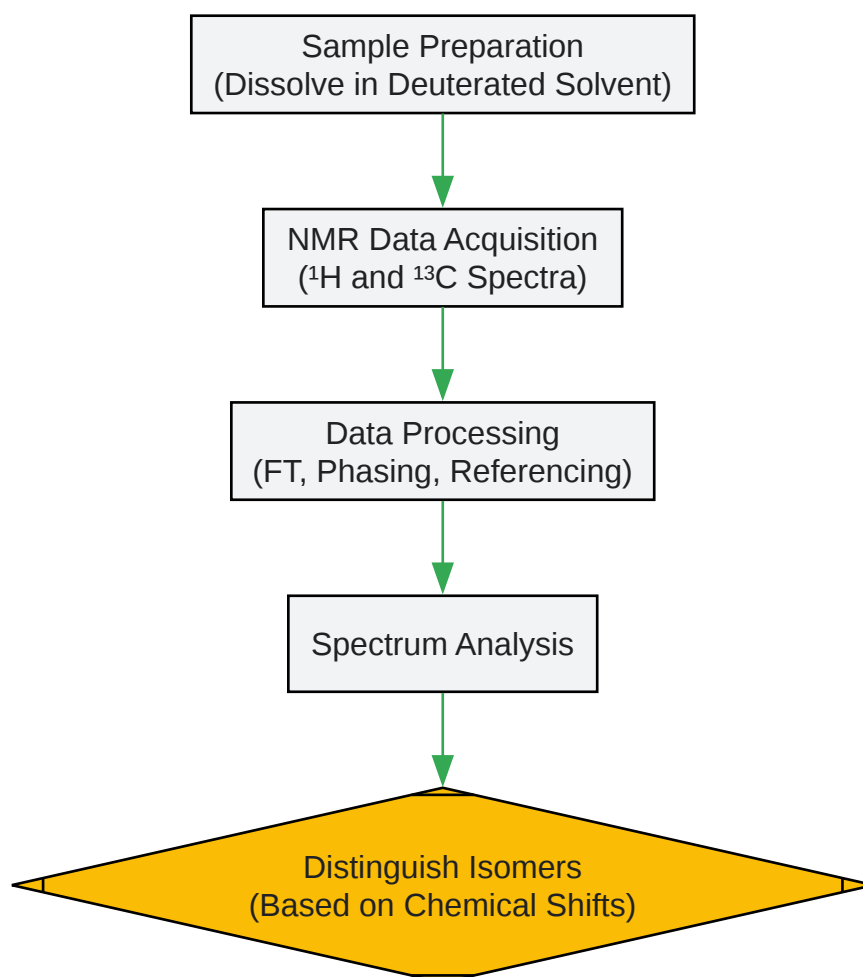 Sample Preparation
(Dissolve in Deuterated Solvent)
NMR Data Acquisition
(¹H and ¹³C Spectra)
Data Processing
(FT, Phasing, Referencing)
Spectrum Analysis
Distinguish Isomers
(Based on Chemical Shifts)